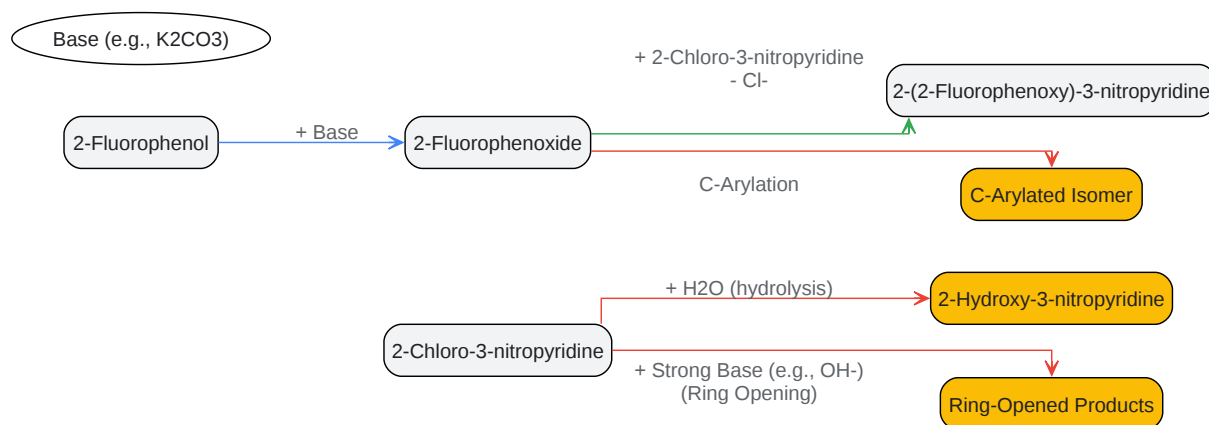 Base (e.g., K2CO3)
+ 2-Chloro-3-nitropyridine
- Cl-
2-(2-Fluorophenoxy)-3-nitropyridine
2-Fluorophenol
+ Base
2-Fluorophenoxide
C-Arylation
C-Arylated Isomer
+ H2O (hydrolysis)
2-Hydroxy-3-nitropyridine
2-Chloro-3-nitropyridine
+ Strong Base (e.g., OH-)
(Ring Opening)
Ring-Opened Products